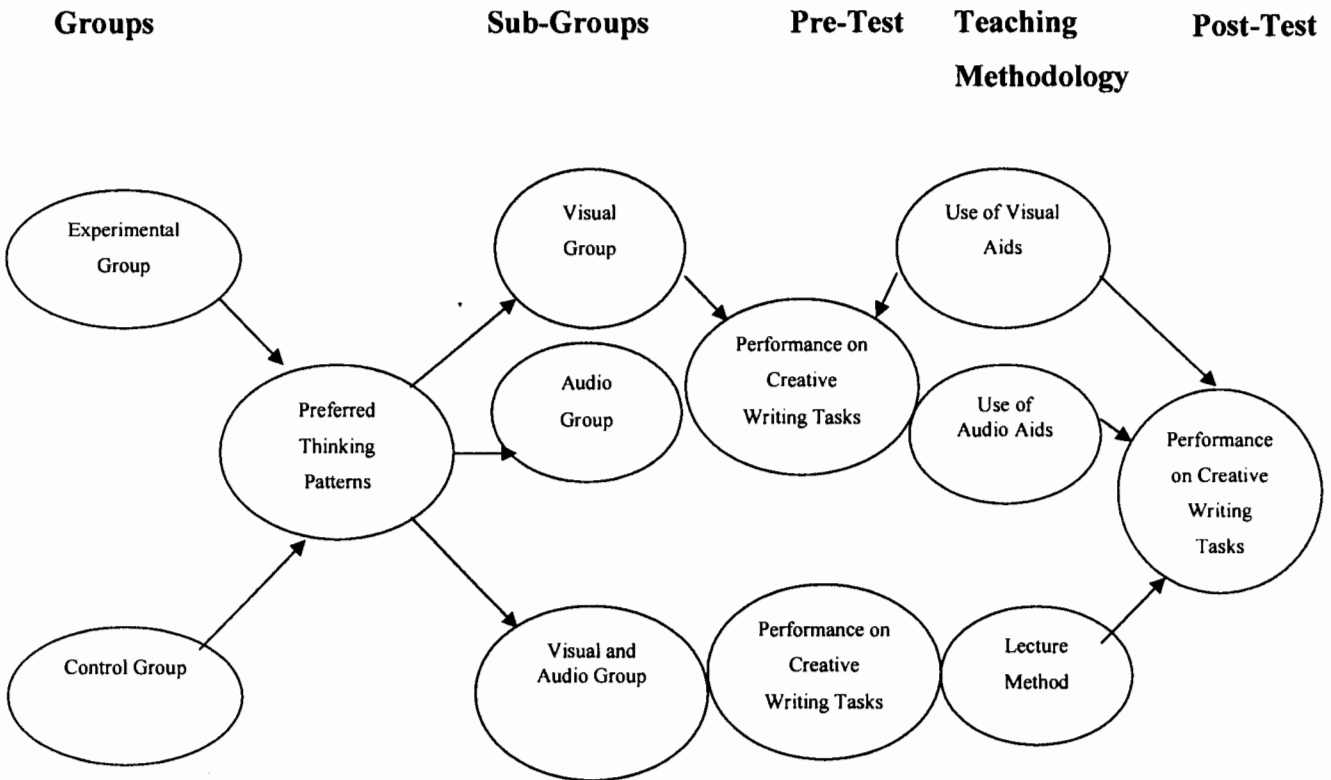 Groups Sub-Groups Pre-Test Teaching Post-Test
Methodology
Experimental
Group
Visual
Group
Use of Visual
Aids
Preferred
Thinking
Patterns
Audio
Group
Performance on
Creative
Writing Tasks
Use of
Audio Aids
Performance
on Creative
Writing
Tasks
Control Group
Visual and
Audio Group
Performance on
Creative
Writing Tasks
Lecture
Method